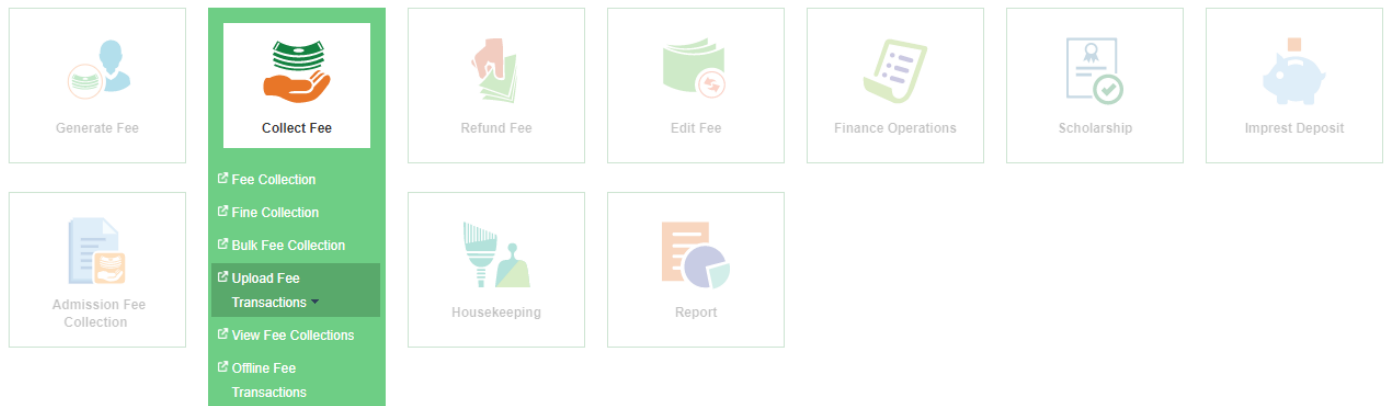 Generate Fee
Collect Fee
Refund Fee
Edit Fee
Finance Operations
Scholarship
Imprest Deposit
Fee Collection
Fine Collection
Bulk Fee Collection
Upload Fee
Transactions
View Fee Collections
Offline Fee
Transactions
Admission Fee
Collection
Housekeeping
Report